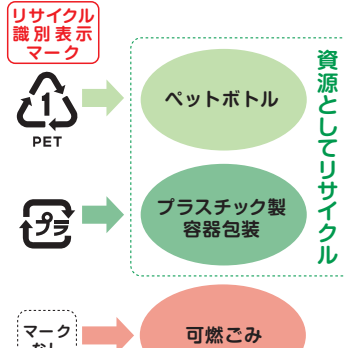 リサイクル
識別表示
マーク
1
PET
ペットボトル
プラ
プラスチック製
容器包装
資源としてリサイクル
マーク
なし
可燃ごみ